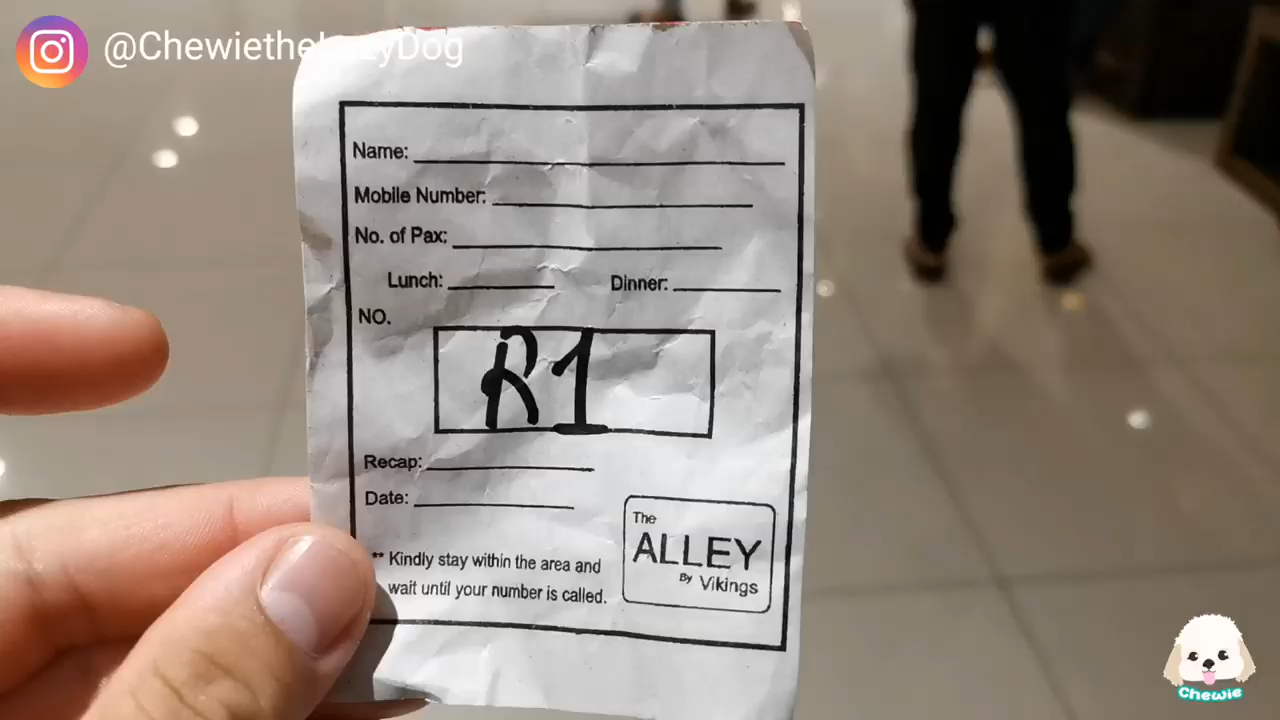 @ChewietheLazyDog
Name:
Mobile Number:
No. of Pax:
Lunch: Dinner:
NO.
R1
Recap:
Date:
** Kindly stay within the area and
wait until your number is called.
The
ALLEY
By Vikings
Chewie